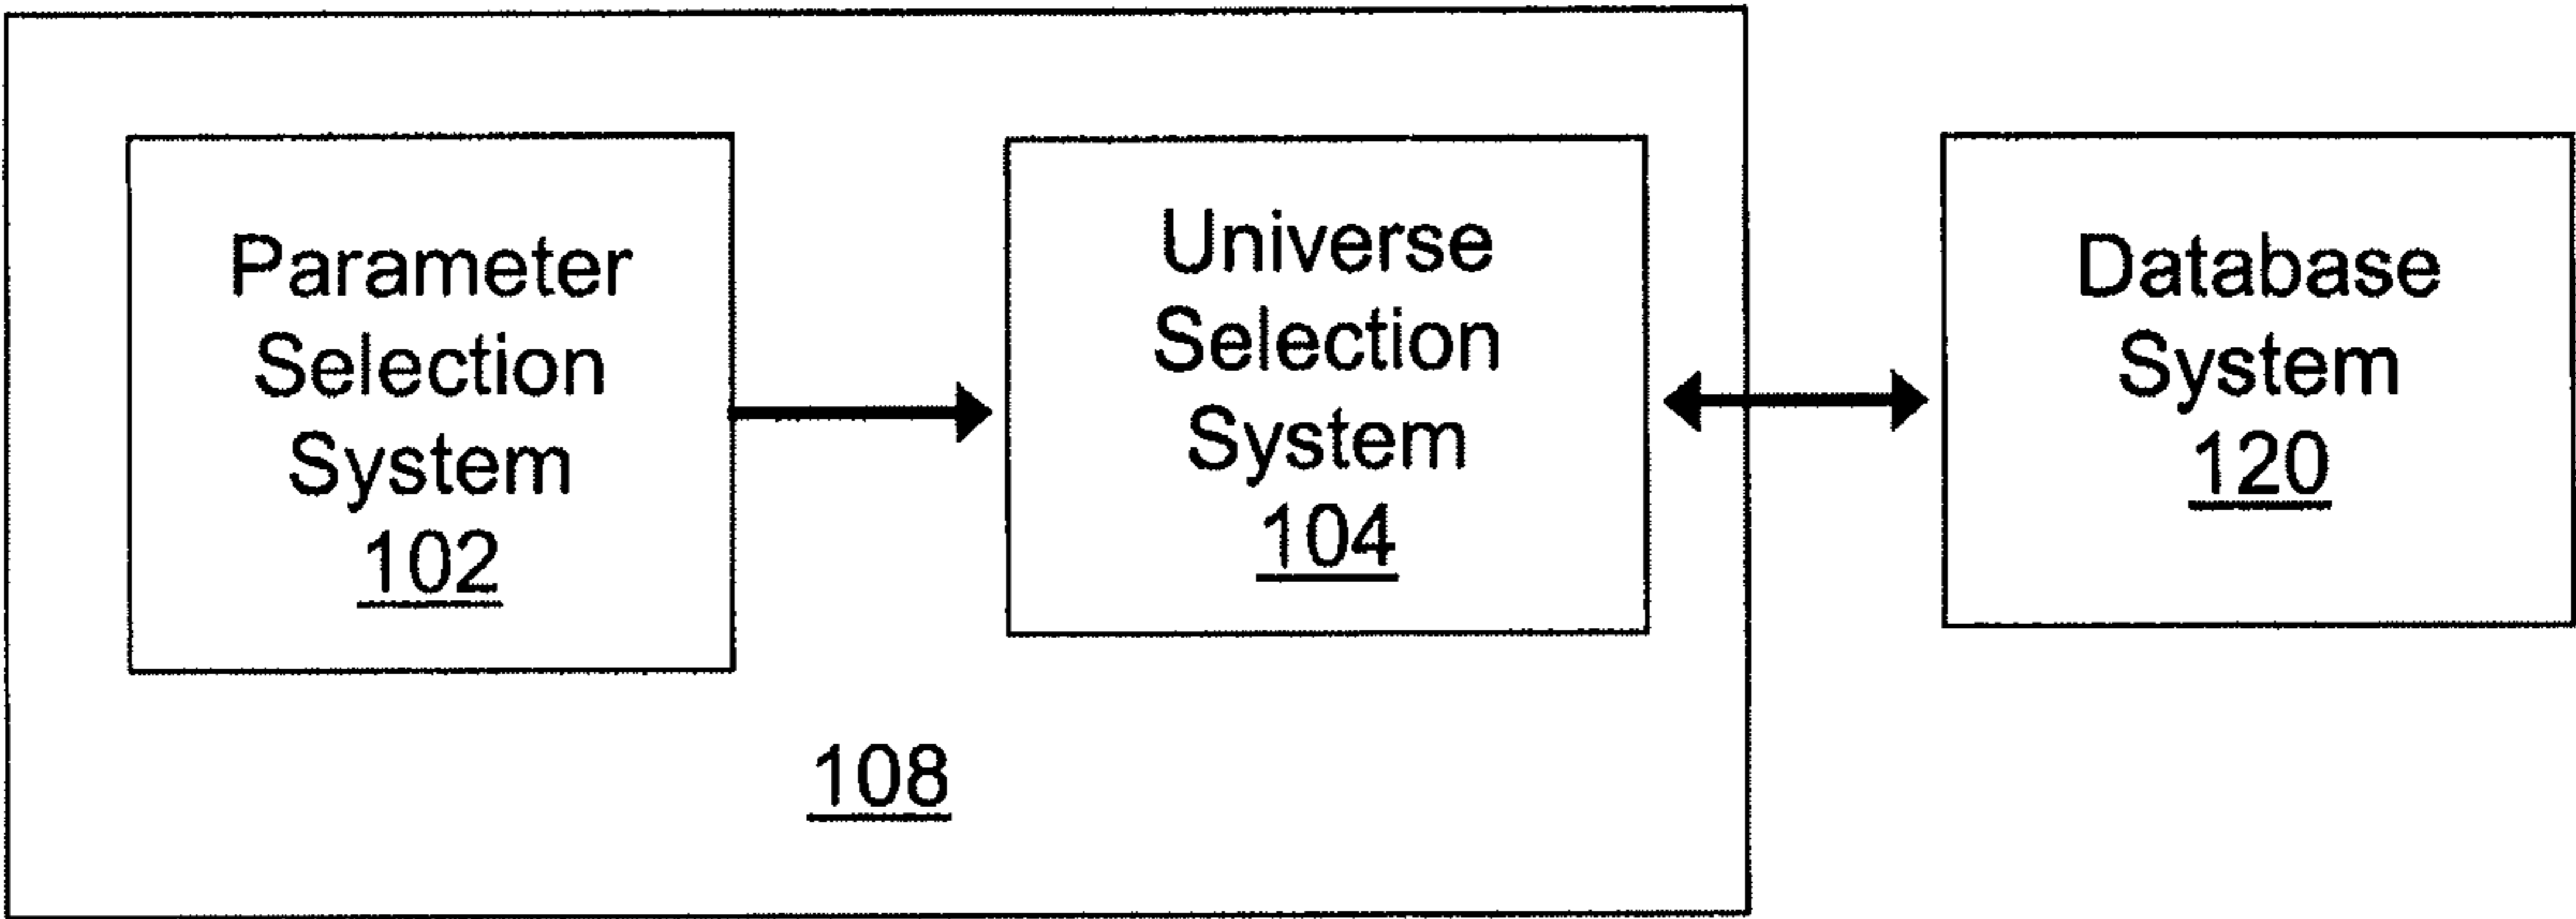 Parameter
Selection
System
102
Universe
Selection
System
104
Database
System
120
108